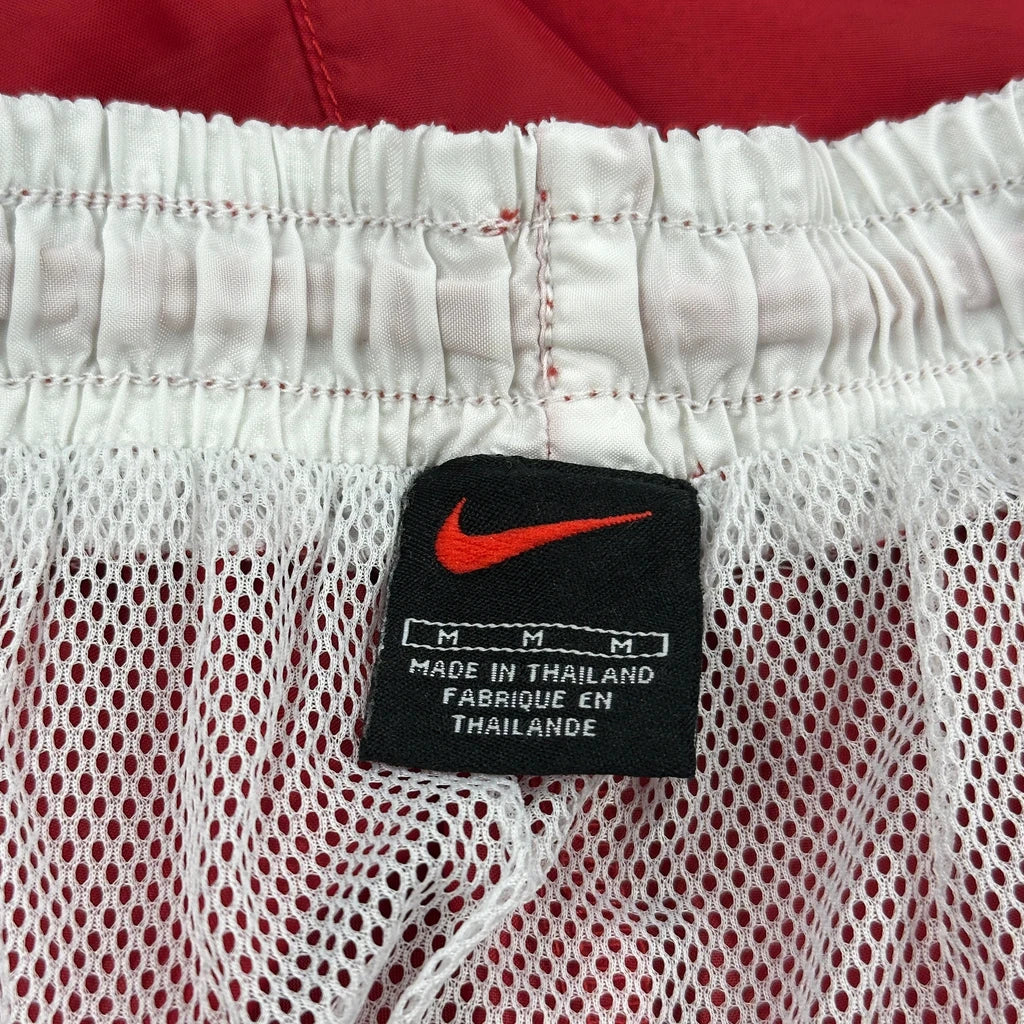 M M M
MADE IN THAILAND
FABRIQUE EN
THAILANDE